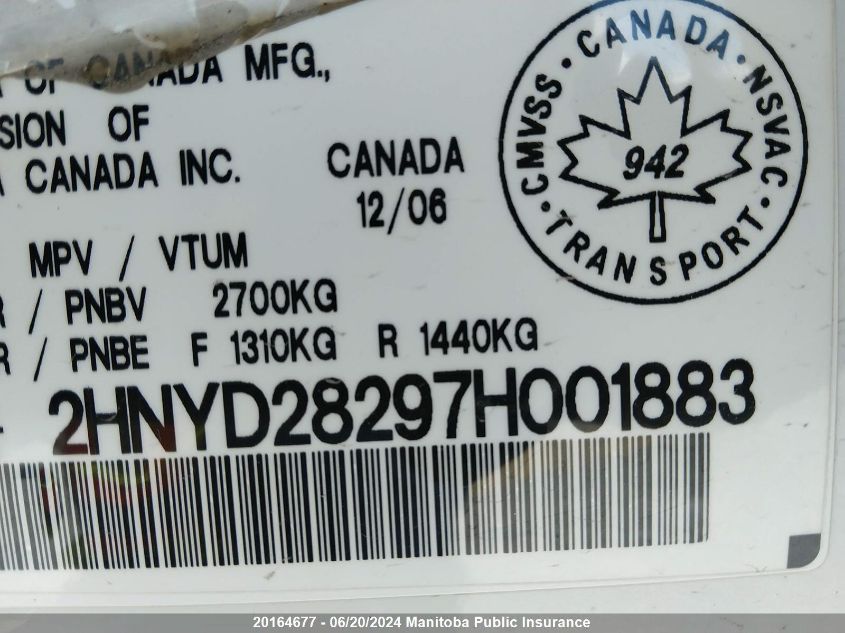 OF CANADA MFG.,
SION OF
CANADA INC. CANADA
12/06
MPV / VTUM
/ PNBV 2700KG
/ PNBE F 1310KG R 1440KG
2HNYD28297H001883
CMVSS · CANADA · NSVAC · TRANSPORT ·
942
20164677 - 06/20/2024 Manitoba Public Insurance